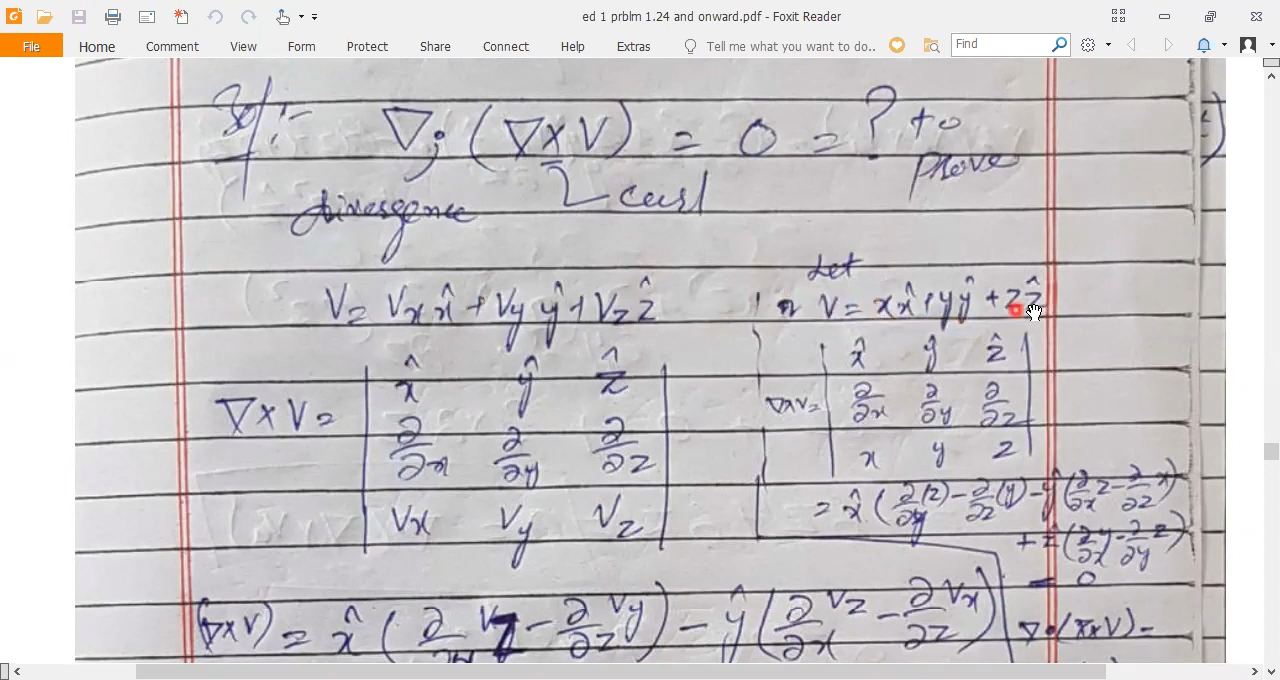 ed 1 prblm 1.24 and onward.pdf - Foxit Reader
File Home Comment View Form Protect Share Connect Help Extras Tell me what you want to do.. Find
∇. (∇×V) = 0 = ? to
prove
divergence curl
Let
V = Vx x̂ + Vy ŷ + Vz ẑ
V = x x̂ + y ŷ + z ẑ
∇×V = | x̂ ŷ ẑ |
| ∂/∂x ∂/∂y ∂/∂z |
| Vx Vy Vz |
∇×V = | x̂ ŷ ẑ |
| ∂/∂x ∂/∂y ∂/∂z |
| x y z |
= x̂ (∂/∂y (z) - ∂/∂z (y)) - ŷ (∂/∂x z - ∂/∂z x)
= 0
(∇×V) = x̂ (∂/∂y Vz - ∂/∂z Vy) - ŷ (∂/∂x Vz - ∂/∂z Vx)
∇.(∇×V) =